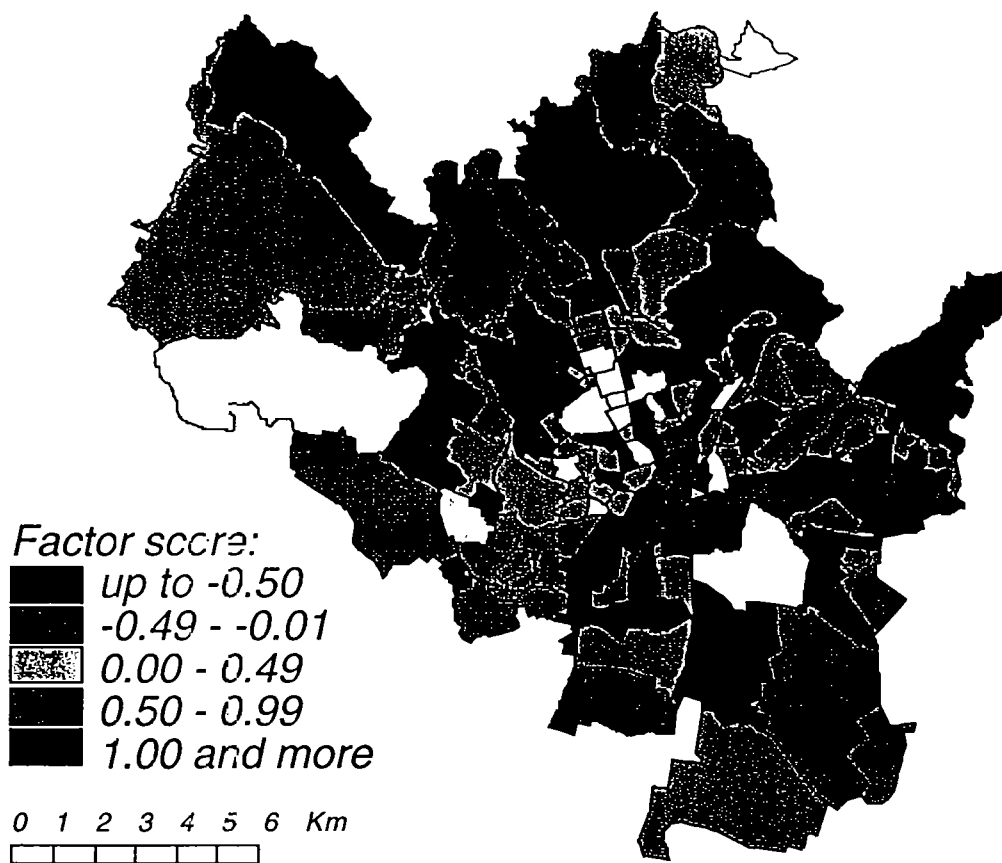 Factor score:
up to -0.50
-0.49 - -0.01
0.00 - 0.49
0.50 - 0.99
1.00 and more
0 1 2 3 4 5 6 Km